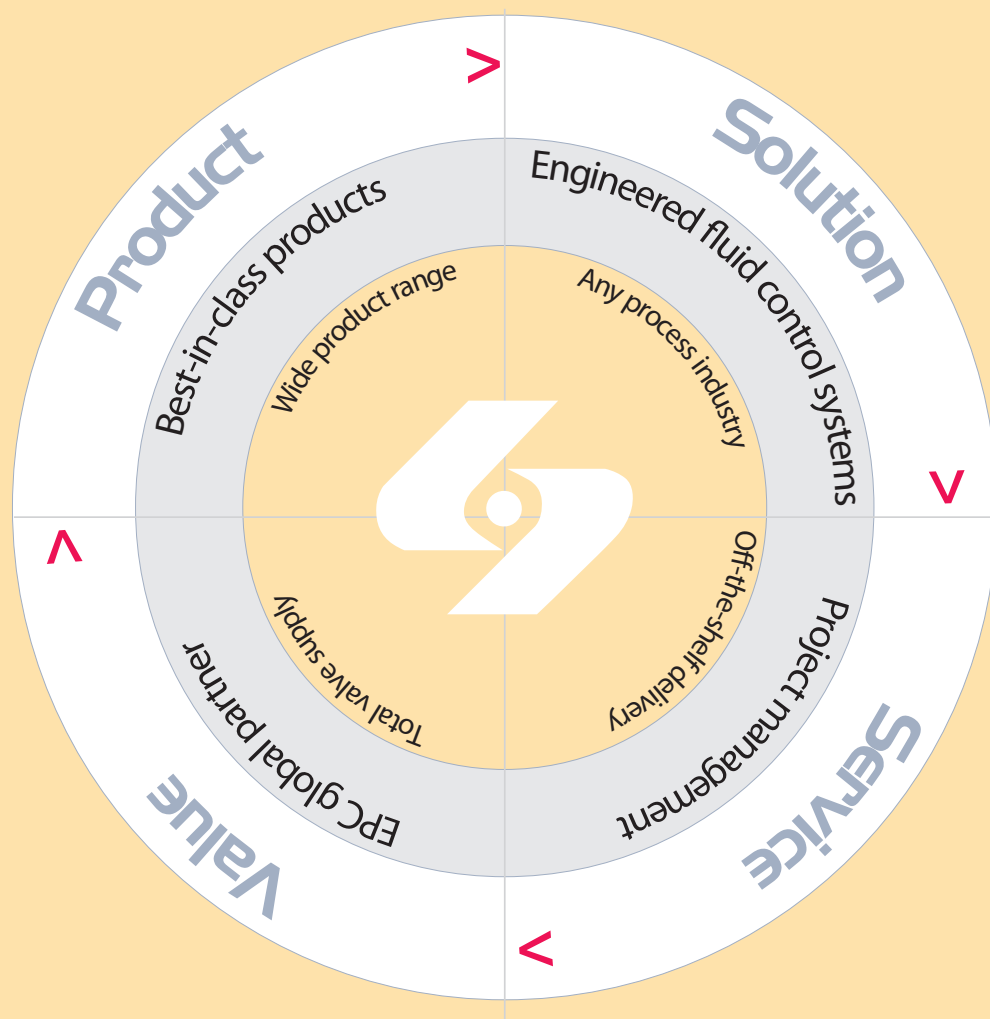 Product
Best-in-class products
Wide product range
>
Solution
Engineered fluid control systems
Any process industry
>
Service
Project management
Off-the-shelf delivery
>
Value
EPC global partner
Total valve supply
>